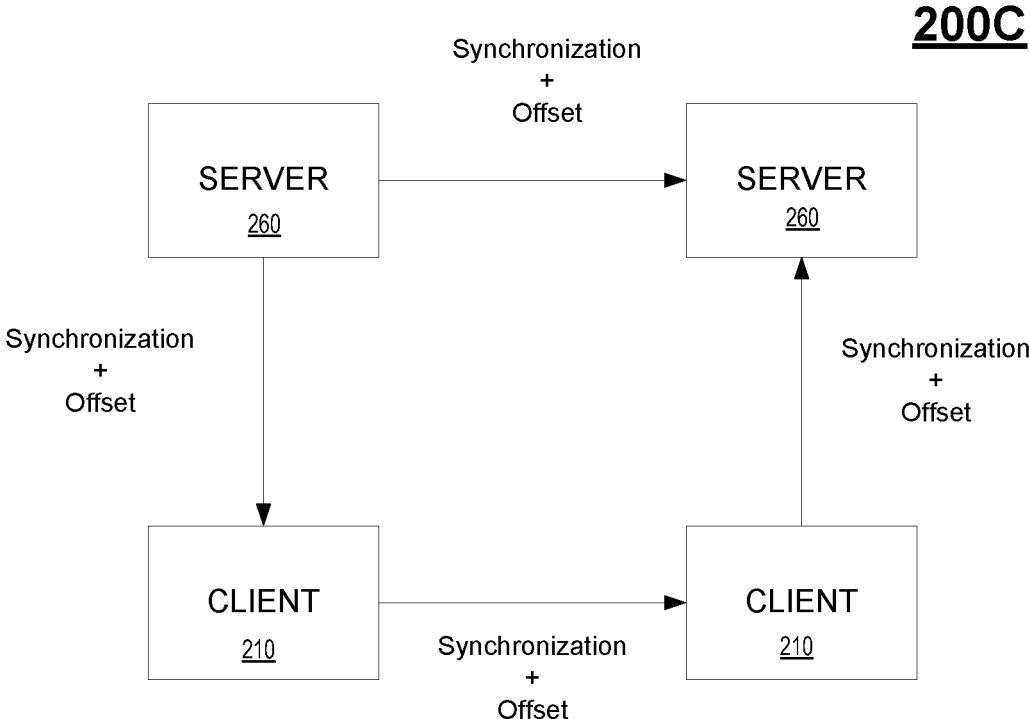 200C
Synchronization
+
Offset
SERVER
260
SERVER
260
Synchronization
+
Offset
Synchronization
+
Offset
CLIENT
210
CLIENT
210
Synchronization
+
Offset